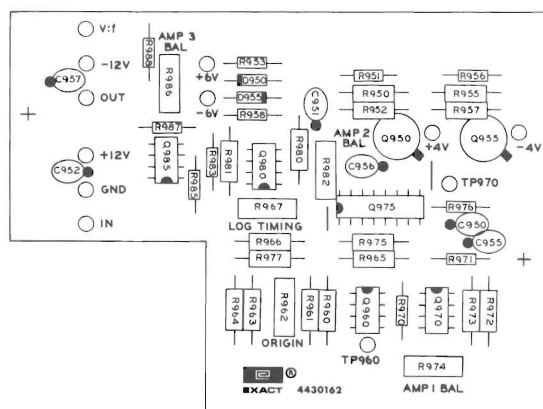 V:f
-12V
C957
OUT
+12V
C952
GND
IN
AMP 3
BAL
R988
R986
R987
Q985
R985
R983
R981
+6V
-6V
R953
D950
D955
R958
Q980
R980
C951
R982
R967
LOG TIMING
R966
R977
R951
R950
R952
Q950
AMP 2
BAL
C956
+4V
R956
R955
R957
Q955
-4V
TP970
Q975
R976
C950
C955
R971
R975
R965
R964
R963
R962
ORIGIN
R961
R960
Q960
TP960
R970
Q970
R973
R972
R974
AMP 1 BAL
e ®
EXACT 4430162